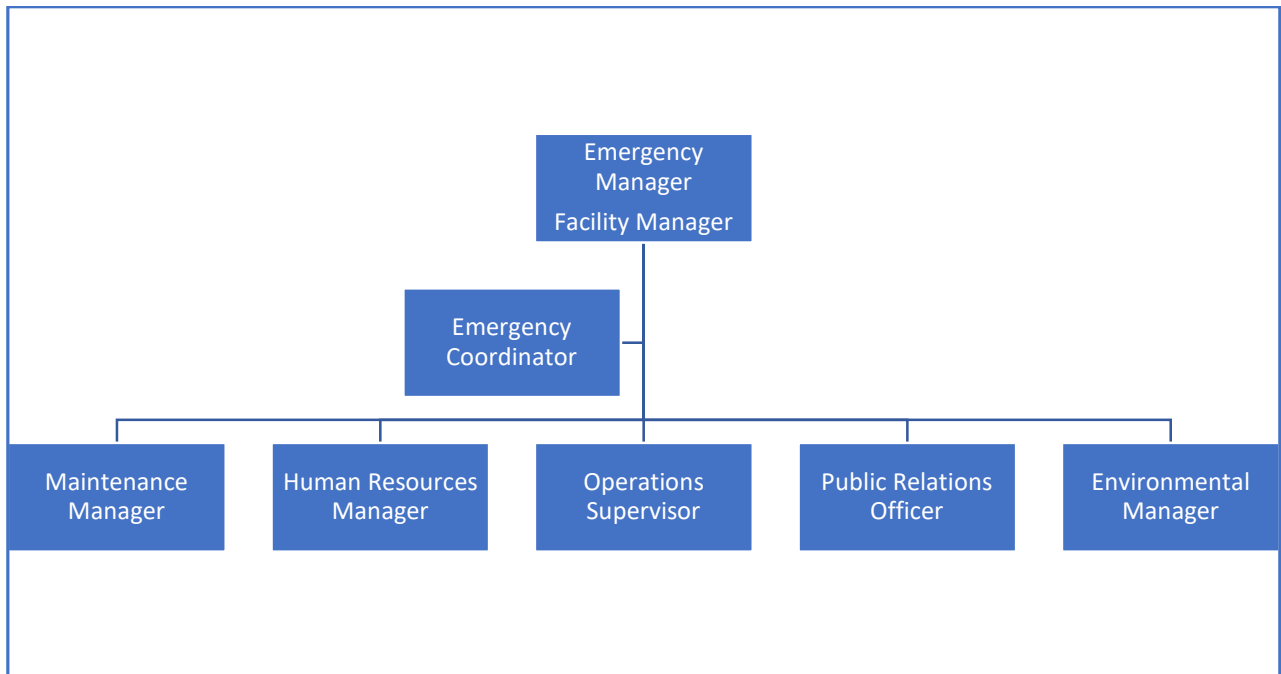 Emergency
Manager
Facility Manager
Emergency
Coordinator
Maintenance
Manager
Human Resources
Manager
Operations
Supervisor
Public Relations
Officer
Environmental
Manager